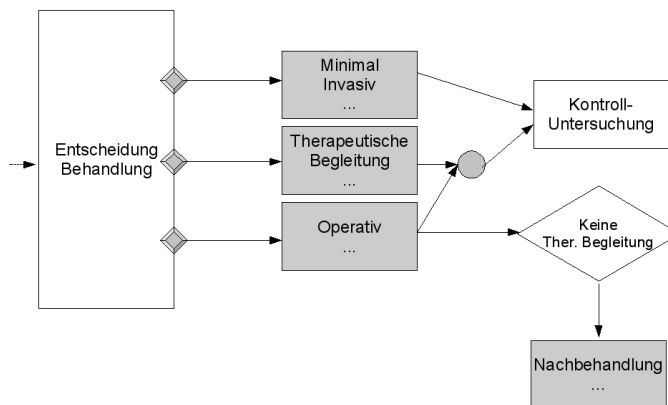 Entscheidung
Behandlung
Minimal
Invasiv
...
Therapeutische
Begleitung
...
Operativ
...
Kontroll-
Untersuchung
Keine
Ther. Begleitung
Nachbehandlung
...